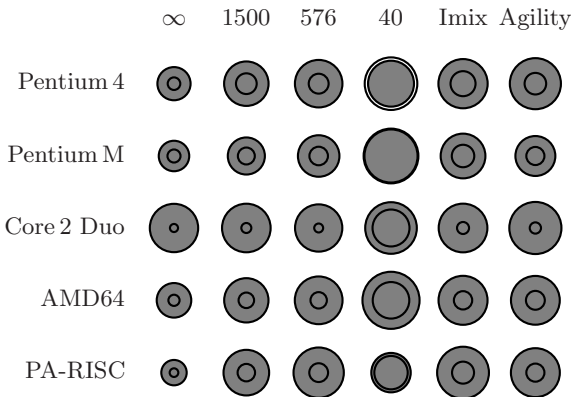 ∞ 1500 576 40 Imix Agility
Pentium 4
Pentium M
Core 2 Duo
AMD64
PA-RISC